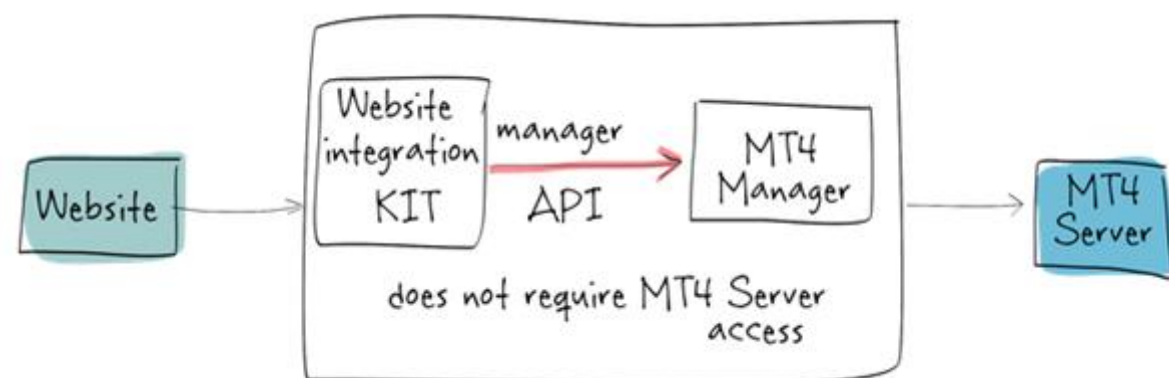 Website
Website
integration
KIT
manager
API
MT4
Manager
does not require MT4 Server
access
MT4
Server